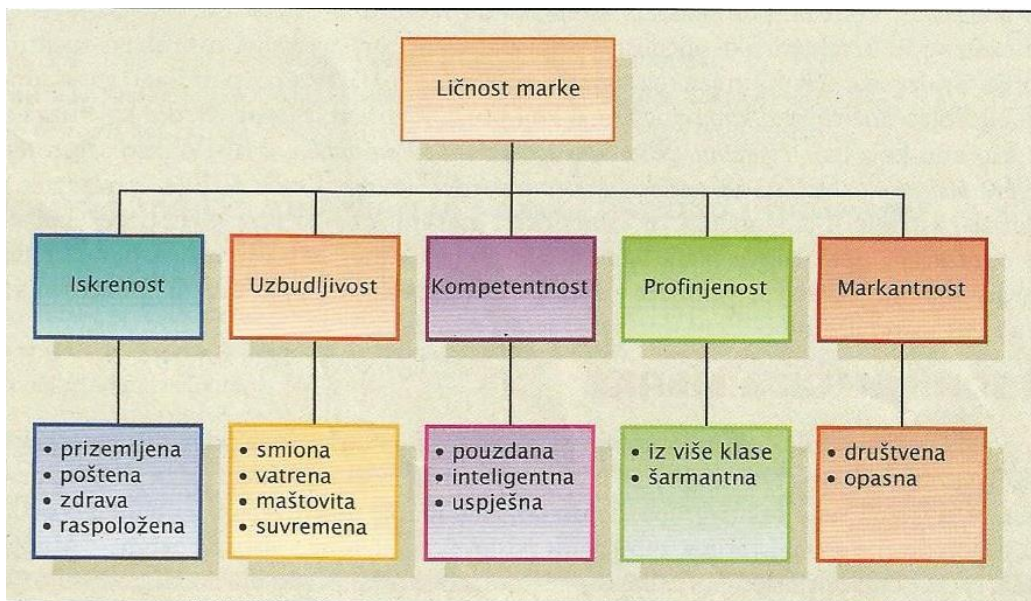 Ličnost marke
Iskrenost
Uzbudljivost
Kompetentnost
Profinjenost
Markantnost
• prizemljena
• poštena
• zdrava
• raspoložena
• smiona
• vatrena
• maštovita
• suvremena
• pouzdana
• inteligentna
• uspješna
• iz više klase
• šarmantna
• društvena
• opasna